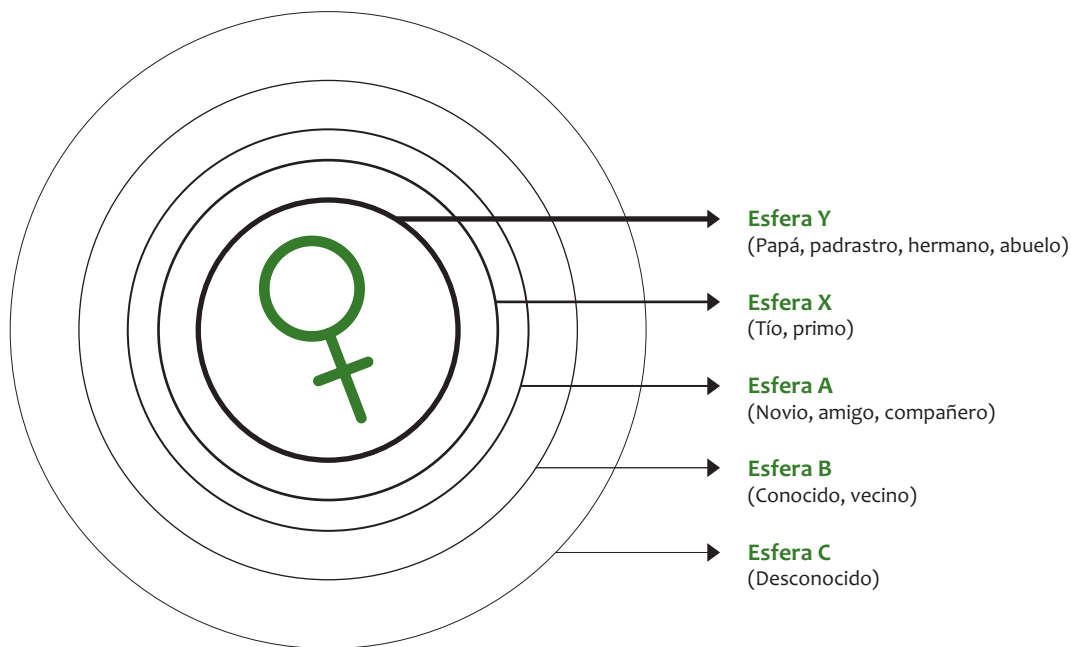 Esfera Y
(Papá, padrastro, hermano, abuelo)
Esfera X
(Tío, primo)
Esfera A
(Novio, amigo, compañero)
Esfera B
(Conocido, vecino)
Esfera C
(Desconocido)